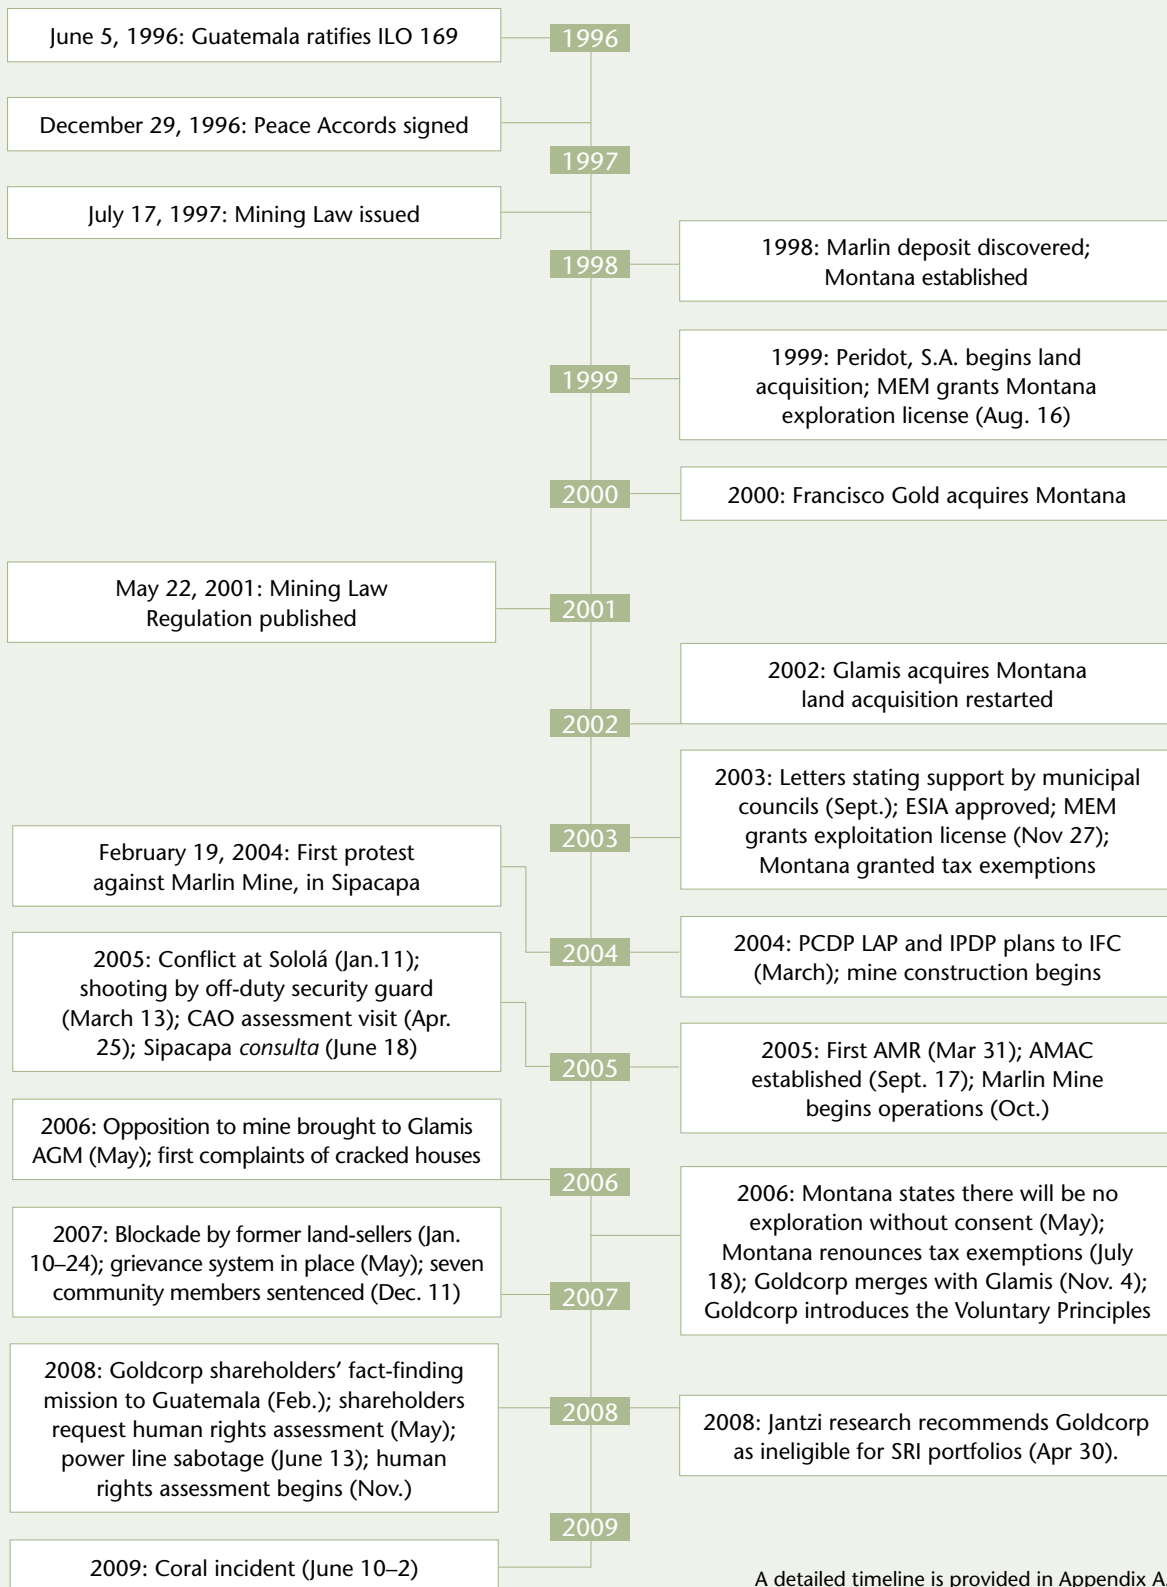 June 5, 1996: Guatemala ratifies ILO 169
1996
December 29, 1996: Peace Accords signed
1997
July 17, 1997: Mining Law issued
1998: Marlin deposit discovered;
Montana established
1998
1999: Peridot, S.A. begins land
acquisition; MEM grants Montana
exploration license (Aug. 16)
1999
2000
2000: Francisco Gold acquires Montana
May 22, 2001: Mining Law
Regulation published
2001
2002: Glamis acquires Montana
land acquisition restarted
2002
2003: Letters stating support by municipal
councils (Sept.); ESIA approved; MEM
grants exploitation license (Nov 27);
Montana granted tax exemptions
2003
February 19, 2004: First protest
against Marlin Mine, in Sipacapa
2004
2004: PCDP LAP and IPDP plans to IFC
(March); mine construction begins
2005: Conflict at Sololá (Jan.11);
shooting by off-duty security guard
(March 13); CAO assessment visit (Apr.
25); Sipacapa consulta (June 18)
2005
2005: First AMR (Mar 31); AMAC
established (Sept. 17); Marlin Mine
begins operations (Oct.)
2006: Opposition to mine brought to Glamis
AGM (May); first complaints of cracked houses
2006
2006: Montana states there will be no
exploration without consent (May);
Montana renounces tax exemptions (July
18); Goldcorp merges with Glamis (Nov. 4);
Goldcorp introduces the Voluntary Principles
2007: Blockade by former land-sellers (Jan.
10–24); grievance system in place (May); seven
community members sentenced (Dec. 11)
2007
2008: Goldcorp shareholders’ fact-finding
mission to Guatemala (Feb.); shareholders
request human rights assessment (May);
power line sabotage (June 13); human
rights assessment begins (Nov.)
2008
2008: Jantzi research recommends Goldcorp
as ineligible for SRI portfolios (Apr 30).
2009
2009: Coral incident (June 10–2)
A detailed timeline is provided in Appendix A.